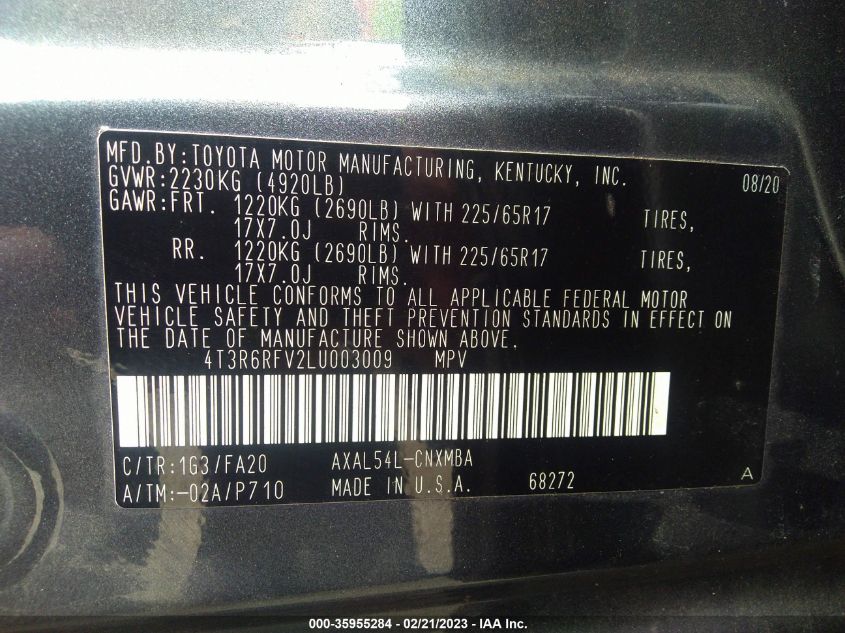 MFD.BY:TOYOTA MOTOR MANUFACTURING, KENTUCKY, INC. 08/20
GVWR:2230KG (4920LB)
GAWR:FRT. 1220KG (2690LB) WITH 225/65R17 TIRES,
17X7.0J RIMS.
RR. 1220KG (2690LB) WITH 225/65R17 TIRES,
17X7.0J RIMS.
THIS VEHICLE CONFORMS TO ALL APPLICABLE FEDERAL MOTOR
VEHICLE SAFETY AND THEFT PREVENTION STANDARDS IN EFFECT ON
THE DATE OF MANUFACTURE SHOWN ABOVE.
4T3R6RFV2LU003009 MPV
C/TR:1G3/FA20 AXAL54L-CNXMBA
A/TM:-02A/P710 MADE IN U.S.A. 68272 A
000-35955284 - 02/21/2023 - IAA Inc.